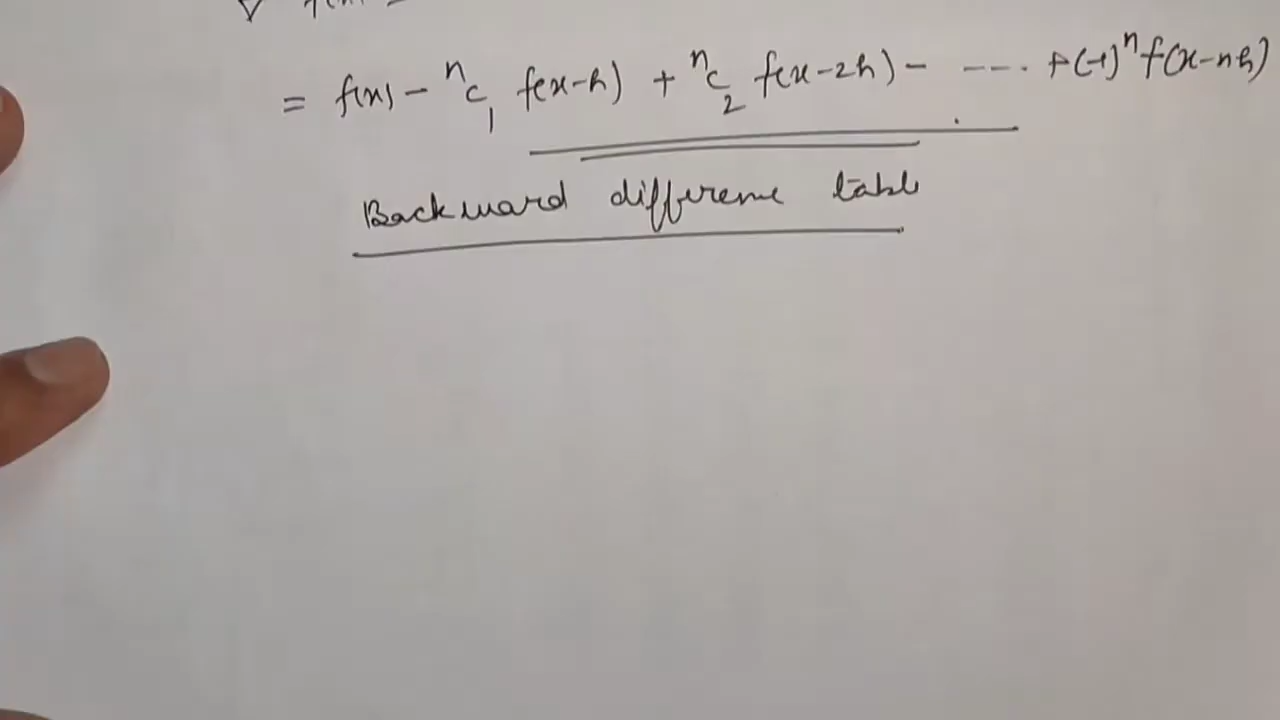 = f(x) - ⁿC₁ f(x-h) + ⁿC₂ f(x-2h) - ---- + (-1)ⁿ f(x-nh)
Backward difference table